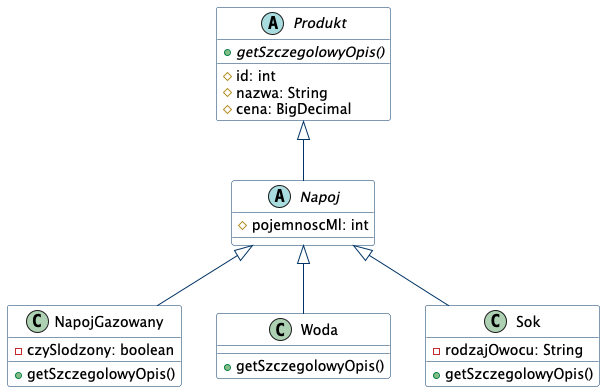 A Produkt
getSzczegolowyOpis()
id: int
nazwa: String
cena: BigDecimal
A Napoj
pojemnoscMl: int
C NapojGazowany
czySlodzony: boolean
getSzczegolowyOpis()
C Woda
getSzczegolowyOpis()
C Sok
rodzajOwocu: String
getSzczegolowyOpis()